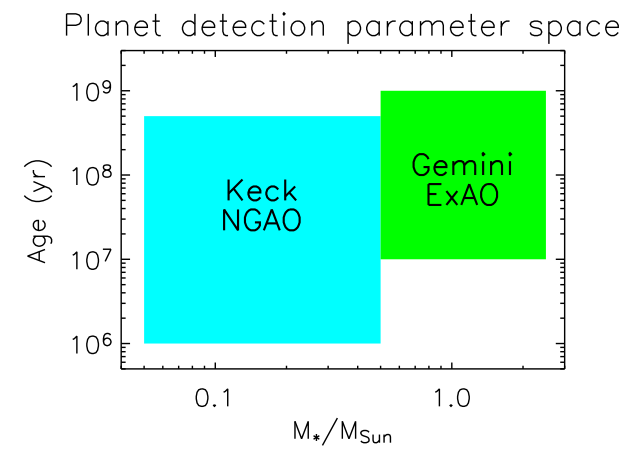 Planet detection parameter space
10⁹
10⁸
10⁷
10⁶
Age (yr)
Keck
NGAO
Gemini
ExAO
0.1
1.0
M*/MSun